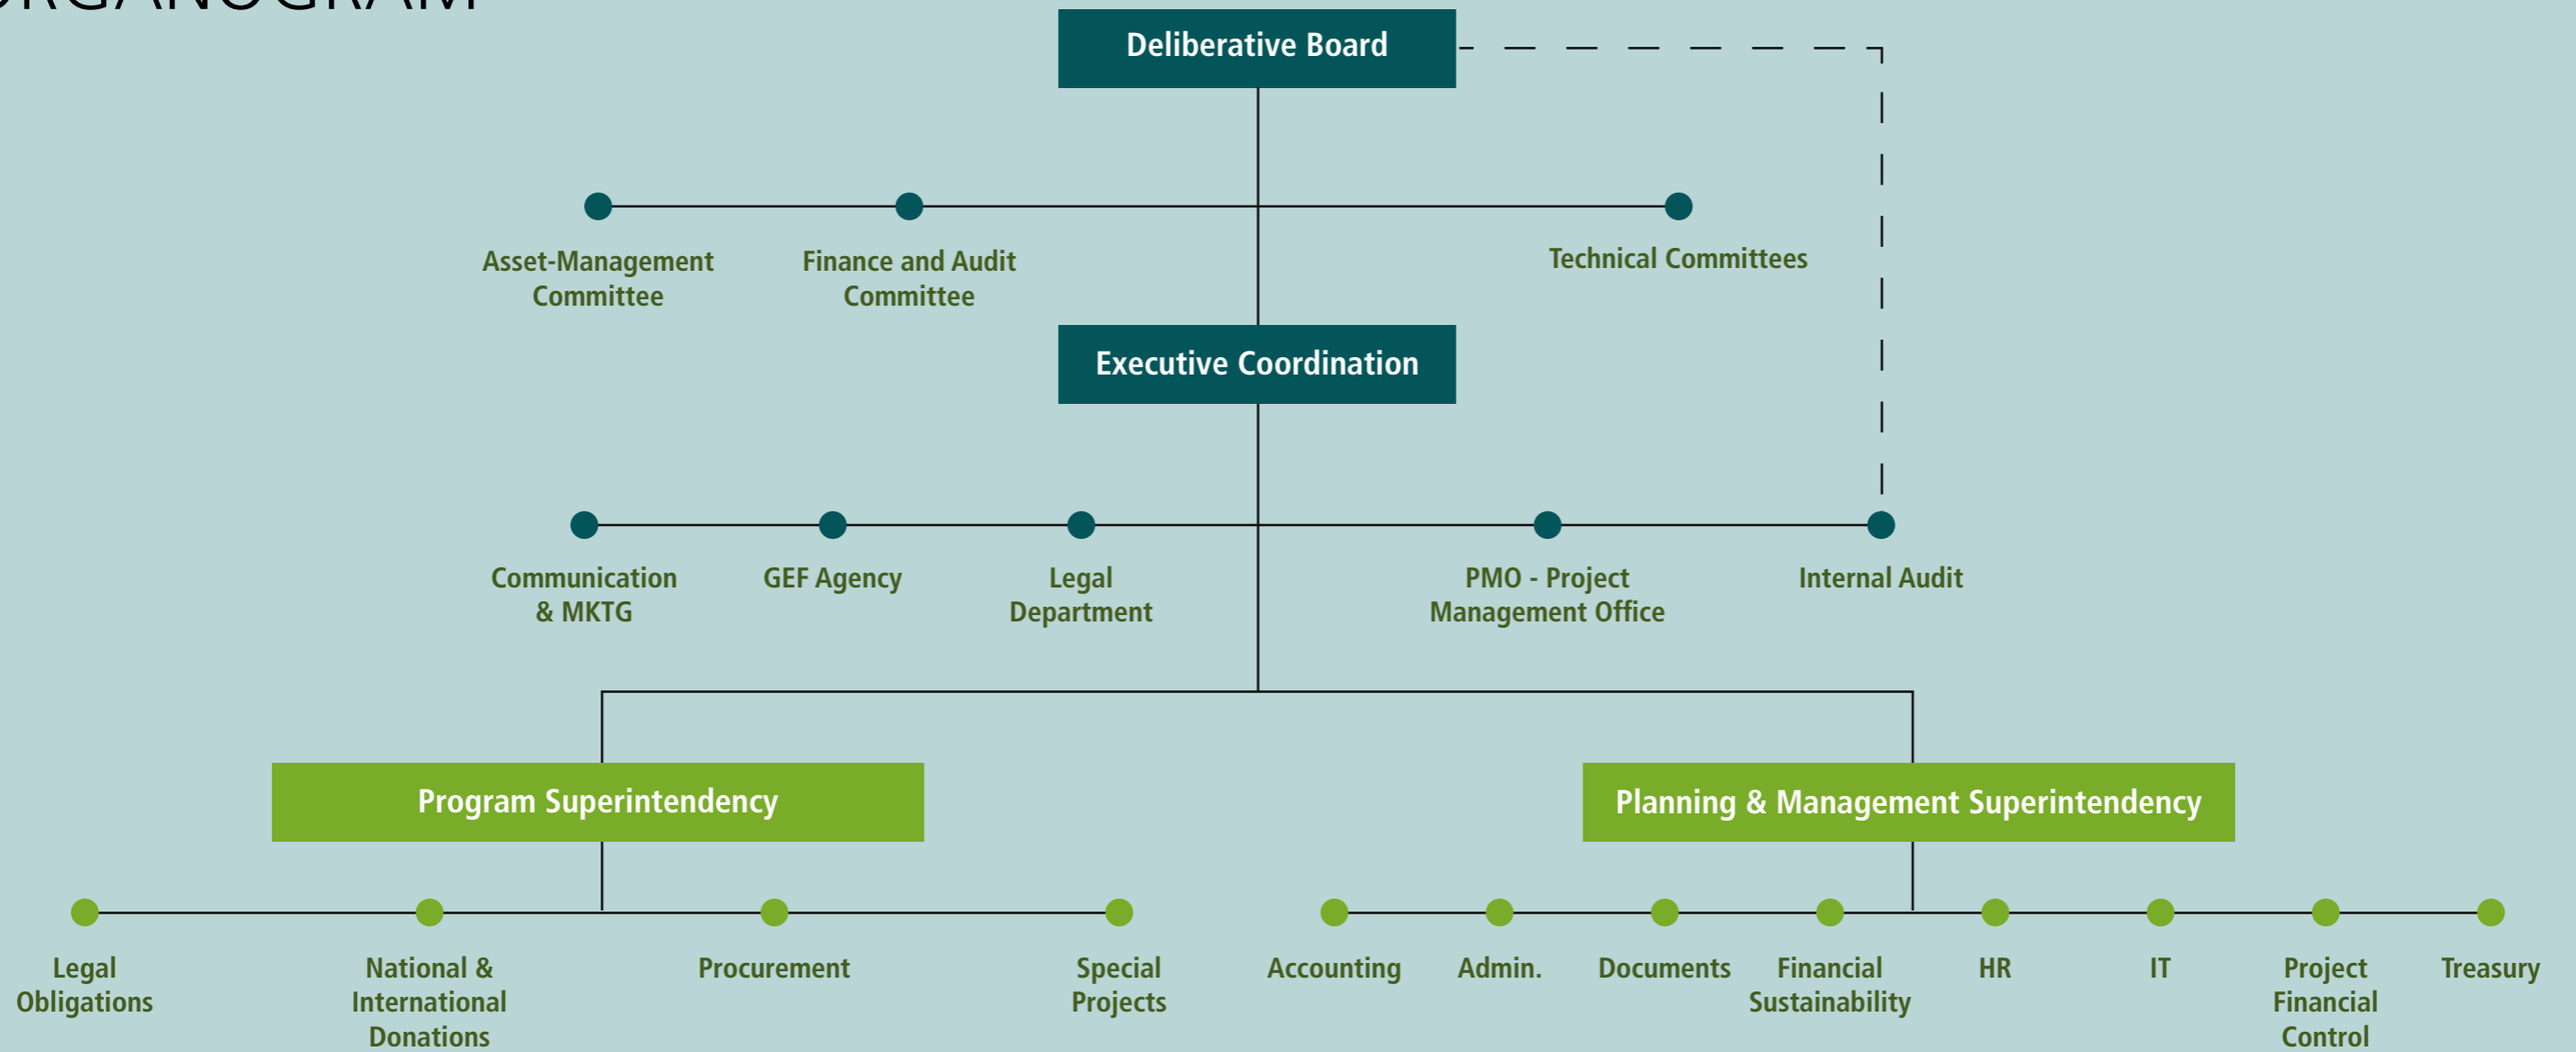 ORGANOGRAM
Deliberative Board
Asset-Management
Committee
Finance and Audit
Committee
Technical Committees
Executive Coordination
Communication
& MKTG
GEF Agency
Legal
Department
PMO - Project
Management Office
Internal Audit
Program Superintendency
Planning & Management Superintendency
Legal
Obligations
National &
International
Donations
Procurement
Special
Projects
Accounting
Admin.
Documents
Financial
Sustainability
HR
IT
Project
Financial
Control
Treasury